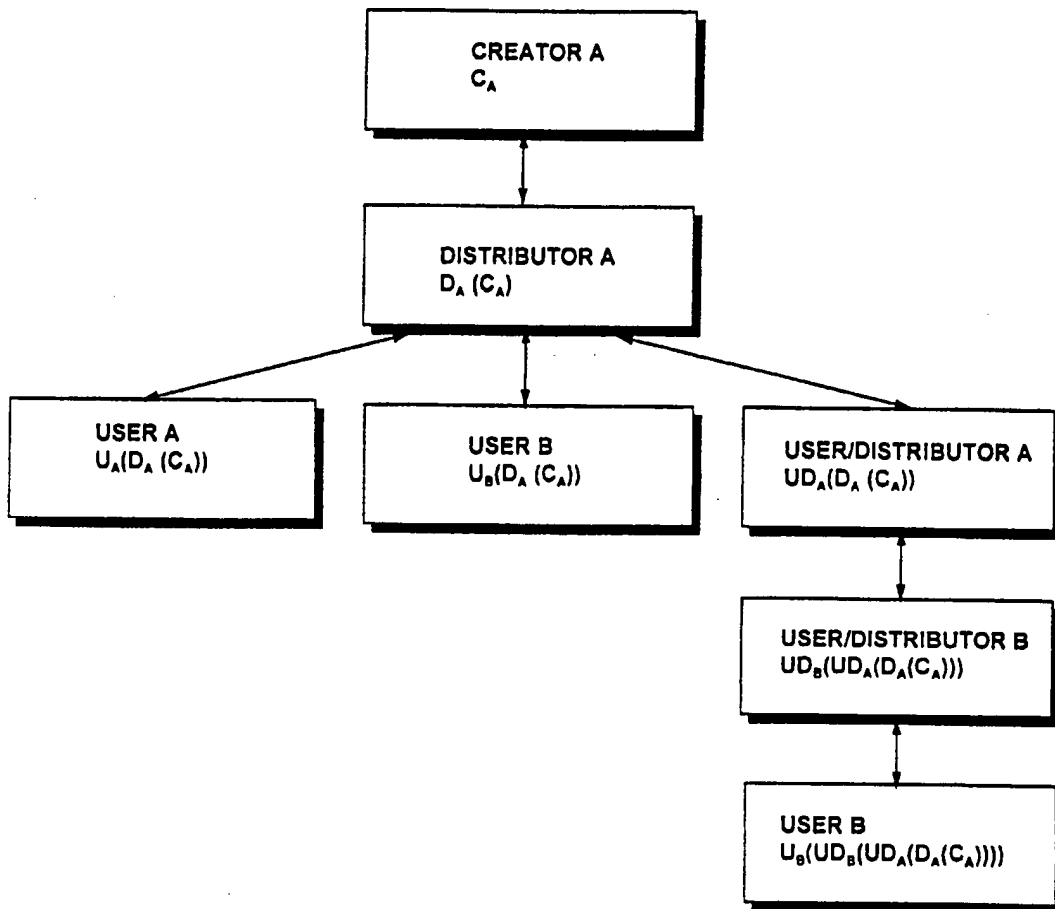 CREATOR A
C_A
DISTRIBUTOR A
D_A (C_A)
USER A
U_A(D_A (C_A))
USER B
U_B(D_A (C_A))
USER/DISTRIBUTOR A
UD_A(D_A (C_A))
USER/DISTRIBUTOR B
UD_B(UD_A(D_A(C_A)))
USER B
U_B(UD_B(UD_A(D_A(C_A))))